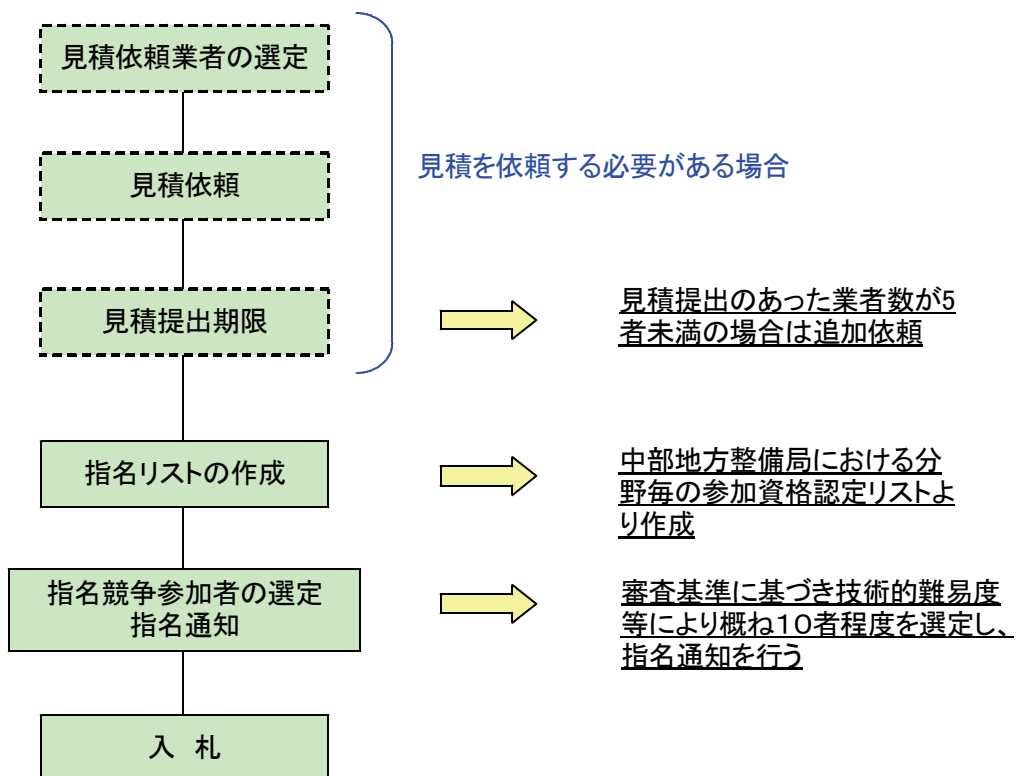 見積依頼業者の選定
見積依頼
見積を依頼する必要がある場合
見積提出期限
見積提出のあった業者数が5
者未満の場合は追加依頼
指名リストの作成
中部地方整備局における分
野毎の参加資格認定リストよ
り作成
指名競争参加者の選定
指名通知
審査基準に基づき技術的難易度
等により概ね１０者程度を選定し、
指名通知を行う
入 札